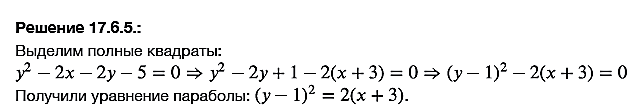 Решение 17.6.5.:
Выделим полные квадраты:
y² − 2x − 2y − 5 = 0 ⇒ y² − 2y + 1 − 2(x + 3) = 0 ⇒ (y − 1)² − 2(x + 3) = 0
Получили уравнение параболы: (y − 1)² = 2(x + 3).